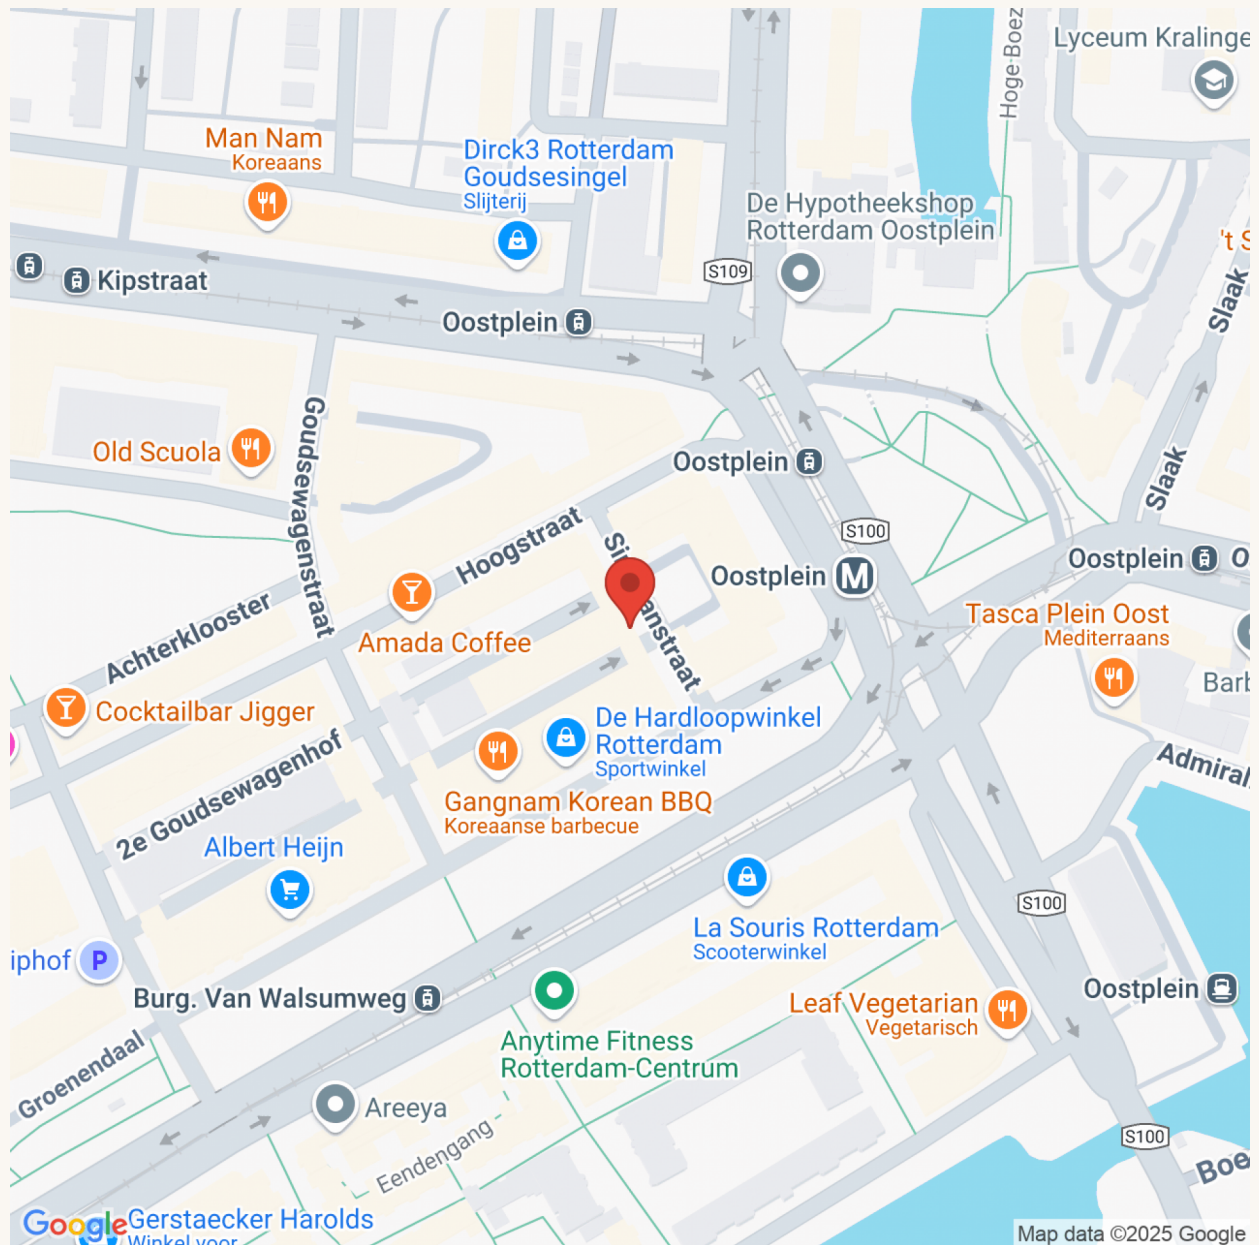 Lyceum Kralinge
Hoge Boez
Man Nam
Koreaans
Dirck3 Rotterdam
Goudsesingel
Slijterij
De Hypotheekshop
Rotterdam Oostplein
't S
S109
Kipstraat
Slaak
Oostplein
Goudsewagenstraat
Old Scuola
Oostplein
Slaak
Hoogstraat
S100
Oostplein
M
Oostplein
O
Tasca Plein Oost
Mediterraans
Achterklooster
Amada Coffee
anstraat
Barb
Cocktailbar Jigger
De Hardloopwinkel
Rotterdam
Sportwinkel
2e Goudsewagenhof
Gangnam Korean BBQ
Koreaanse barbecue
Admiral
Albert Heijn
S100
La Souris Rotterdam
Scooterwinkel
iphof
P
Burg. Van Walsumweg
Oostplein
Leaf Vegetarian
Vegetarisch
Groenendaal
Anytime Fitness
Rotterdam-Centrum
Areeya
Eendengang
S100
Boe
Google
Gerstaecker Harolds
Winkel voor
Map data ©2025 Google